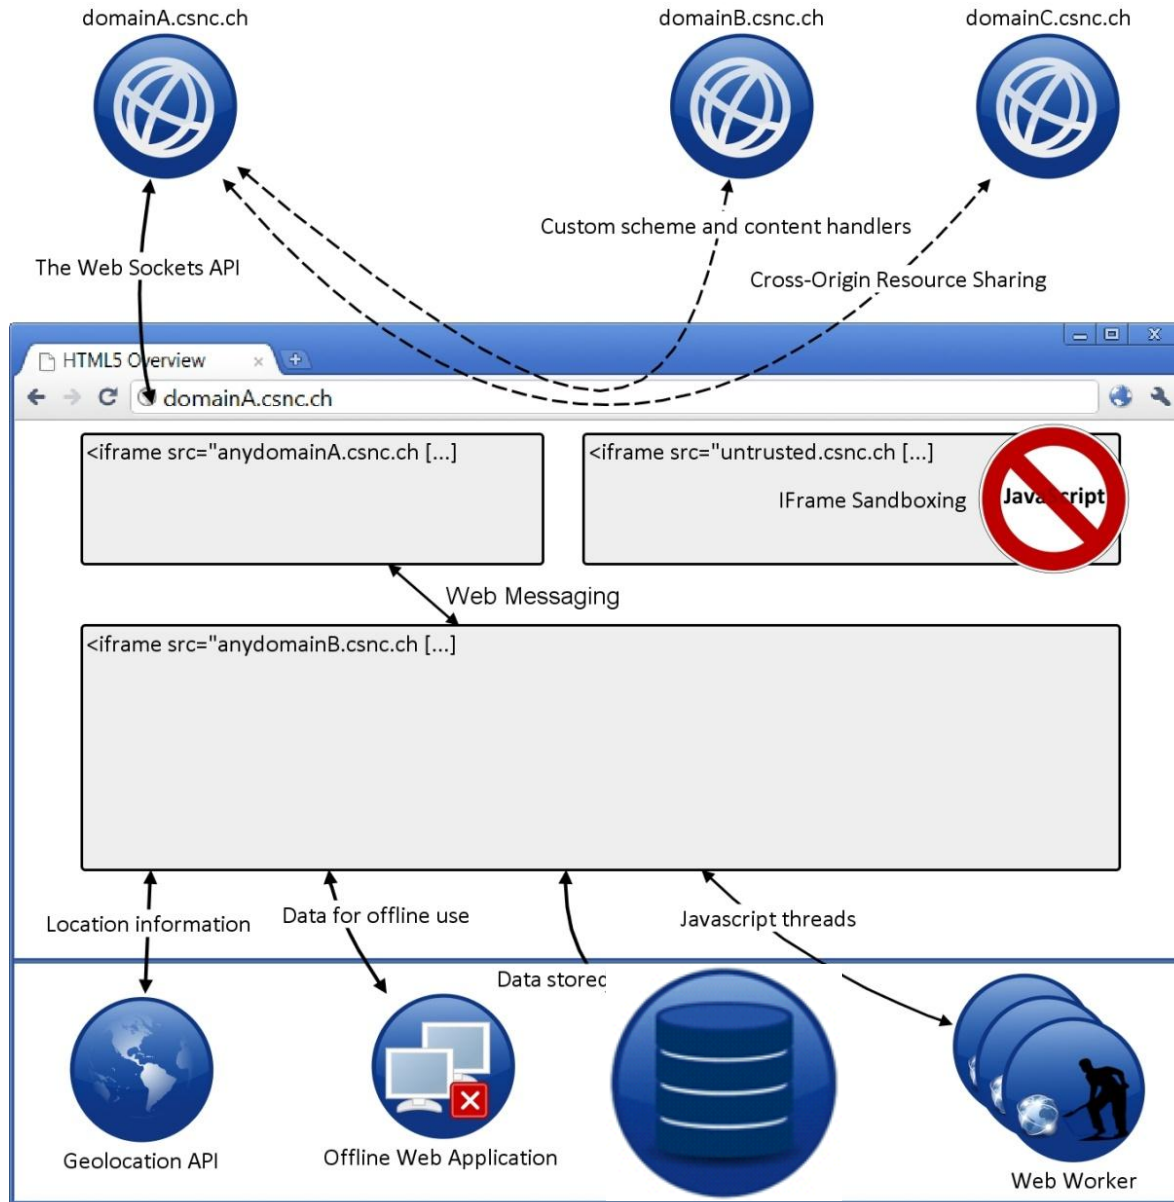 domainA.csnc.ch
domainB.csnc.ch
domainC.csnc.ch
Custom scheme and content handlers
The Web Sockets API
Cross-Origin Resource Sharing
HTML5 Overview
domainA.csnc.ch
<iframe src="anydomainA.csnc.ch [...]
<iframe src="untrusted.csnc.ch [...]
IFrame Sandboxing
JavaScript
Web Messaging
<iframe src="anydomainB.csnc.ch [...]
Location information
Data for offline use
Javascript threads
Data stored
Geolocation API
Offline Web Application
Web Worker